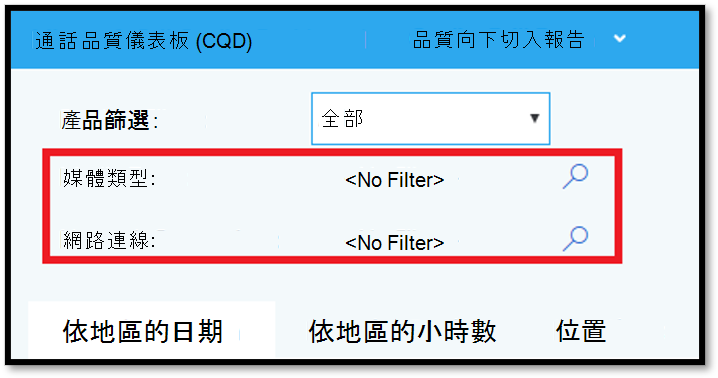 通話品質儀表板 (CQD) 品質向下切入報告
產品篩選: 全部
媒體類型: <No Filter>
網路連線: <No Filter>
依地區的日期 依地區的小時數 位置